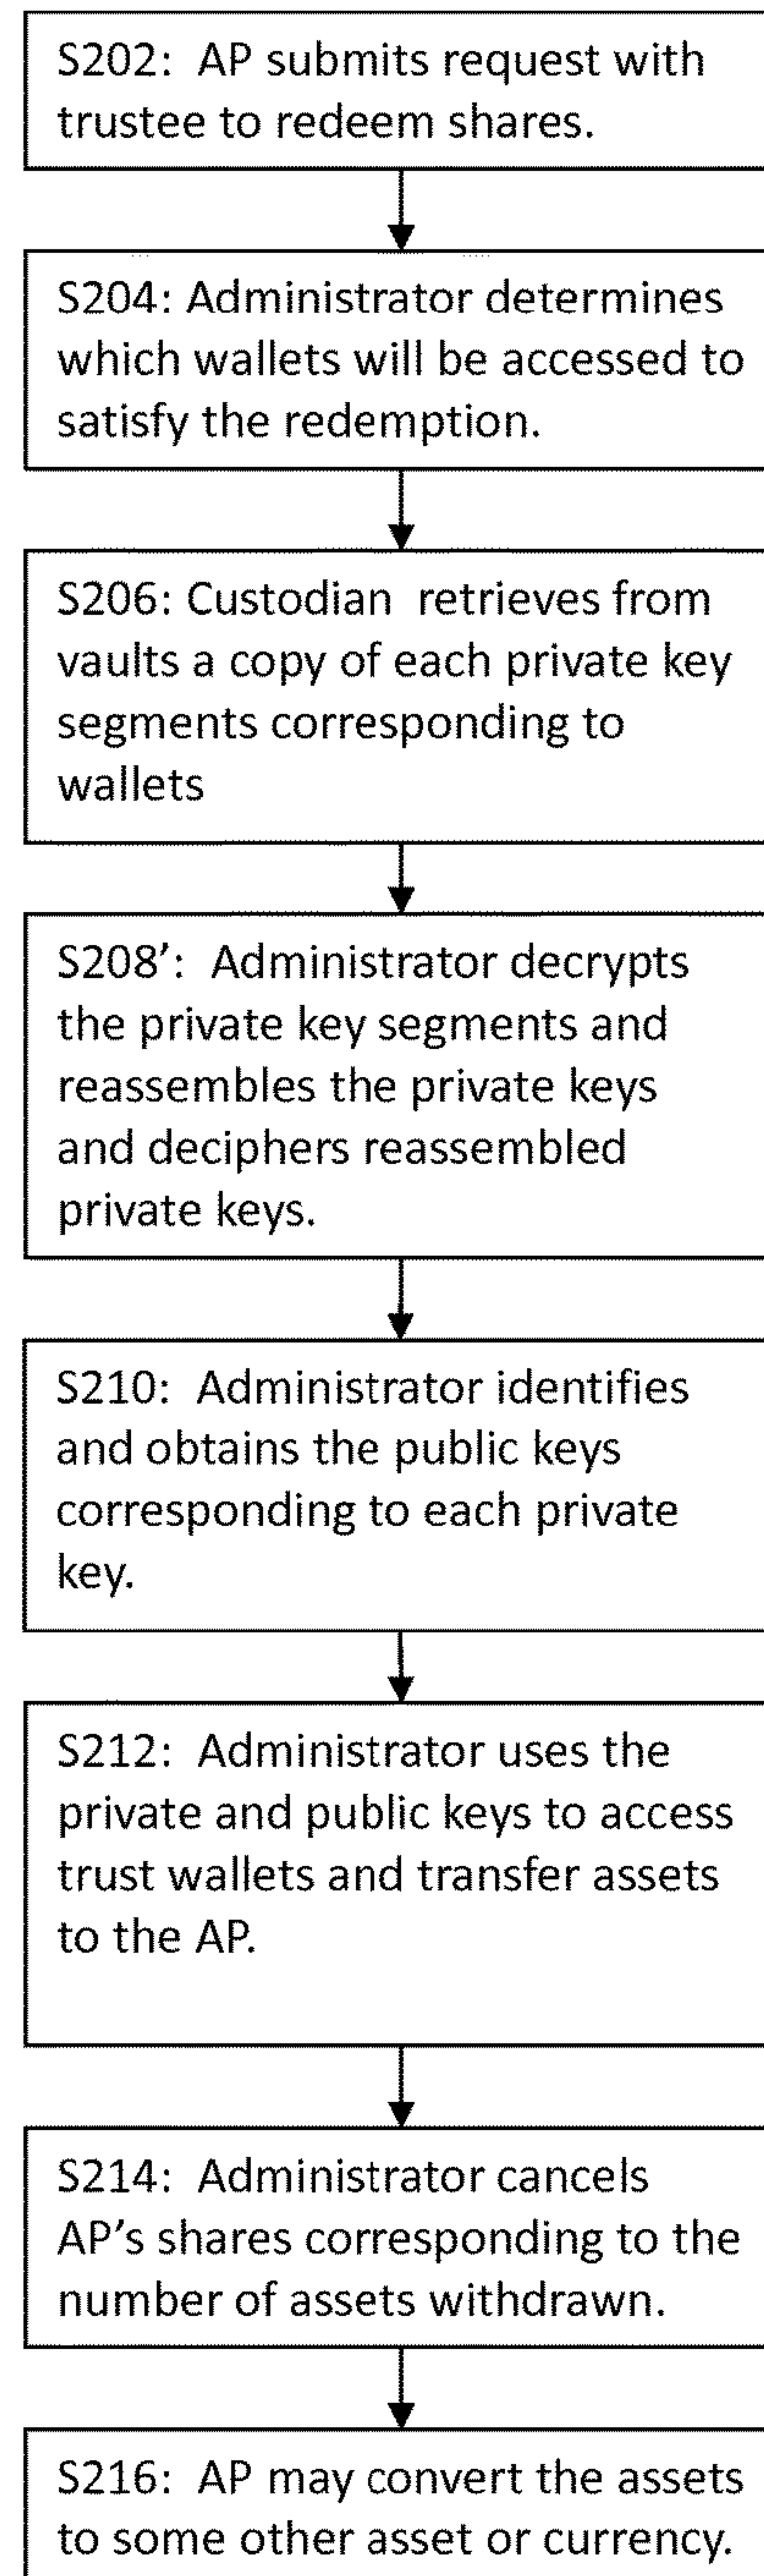 S202:  AP submits request with
trustee to redeem shares.
S204: Administrator determines
which wallets will be accessed to
satisfy the redemption.
S206: Custodian  retrieves from
vaults a copy of each private key
segments corresponding to
wallets
S208':  Administrator decrypts
the private key segments and
reassembles the private keys
and deciphers reassembled
private keys.
S210:  Administrator identifies
and obtains the public keys
corresponding to each private
key.
S212:  Administrator uses the
private and public keys to access
trust wallets and transfer assets
to the AP.
S214:  Administrator cancels
AP's shares corresponding to the
number of assets withdrawn.
S216:  AP may convert the assets
to some other asset or currency.